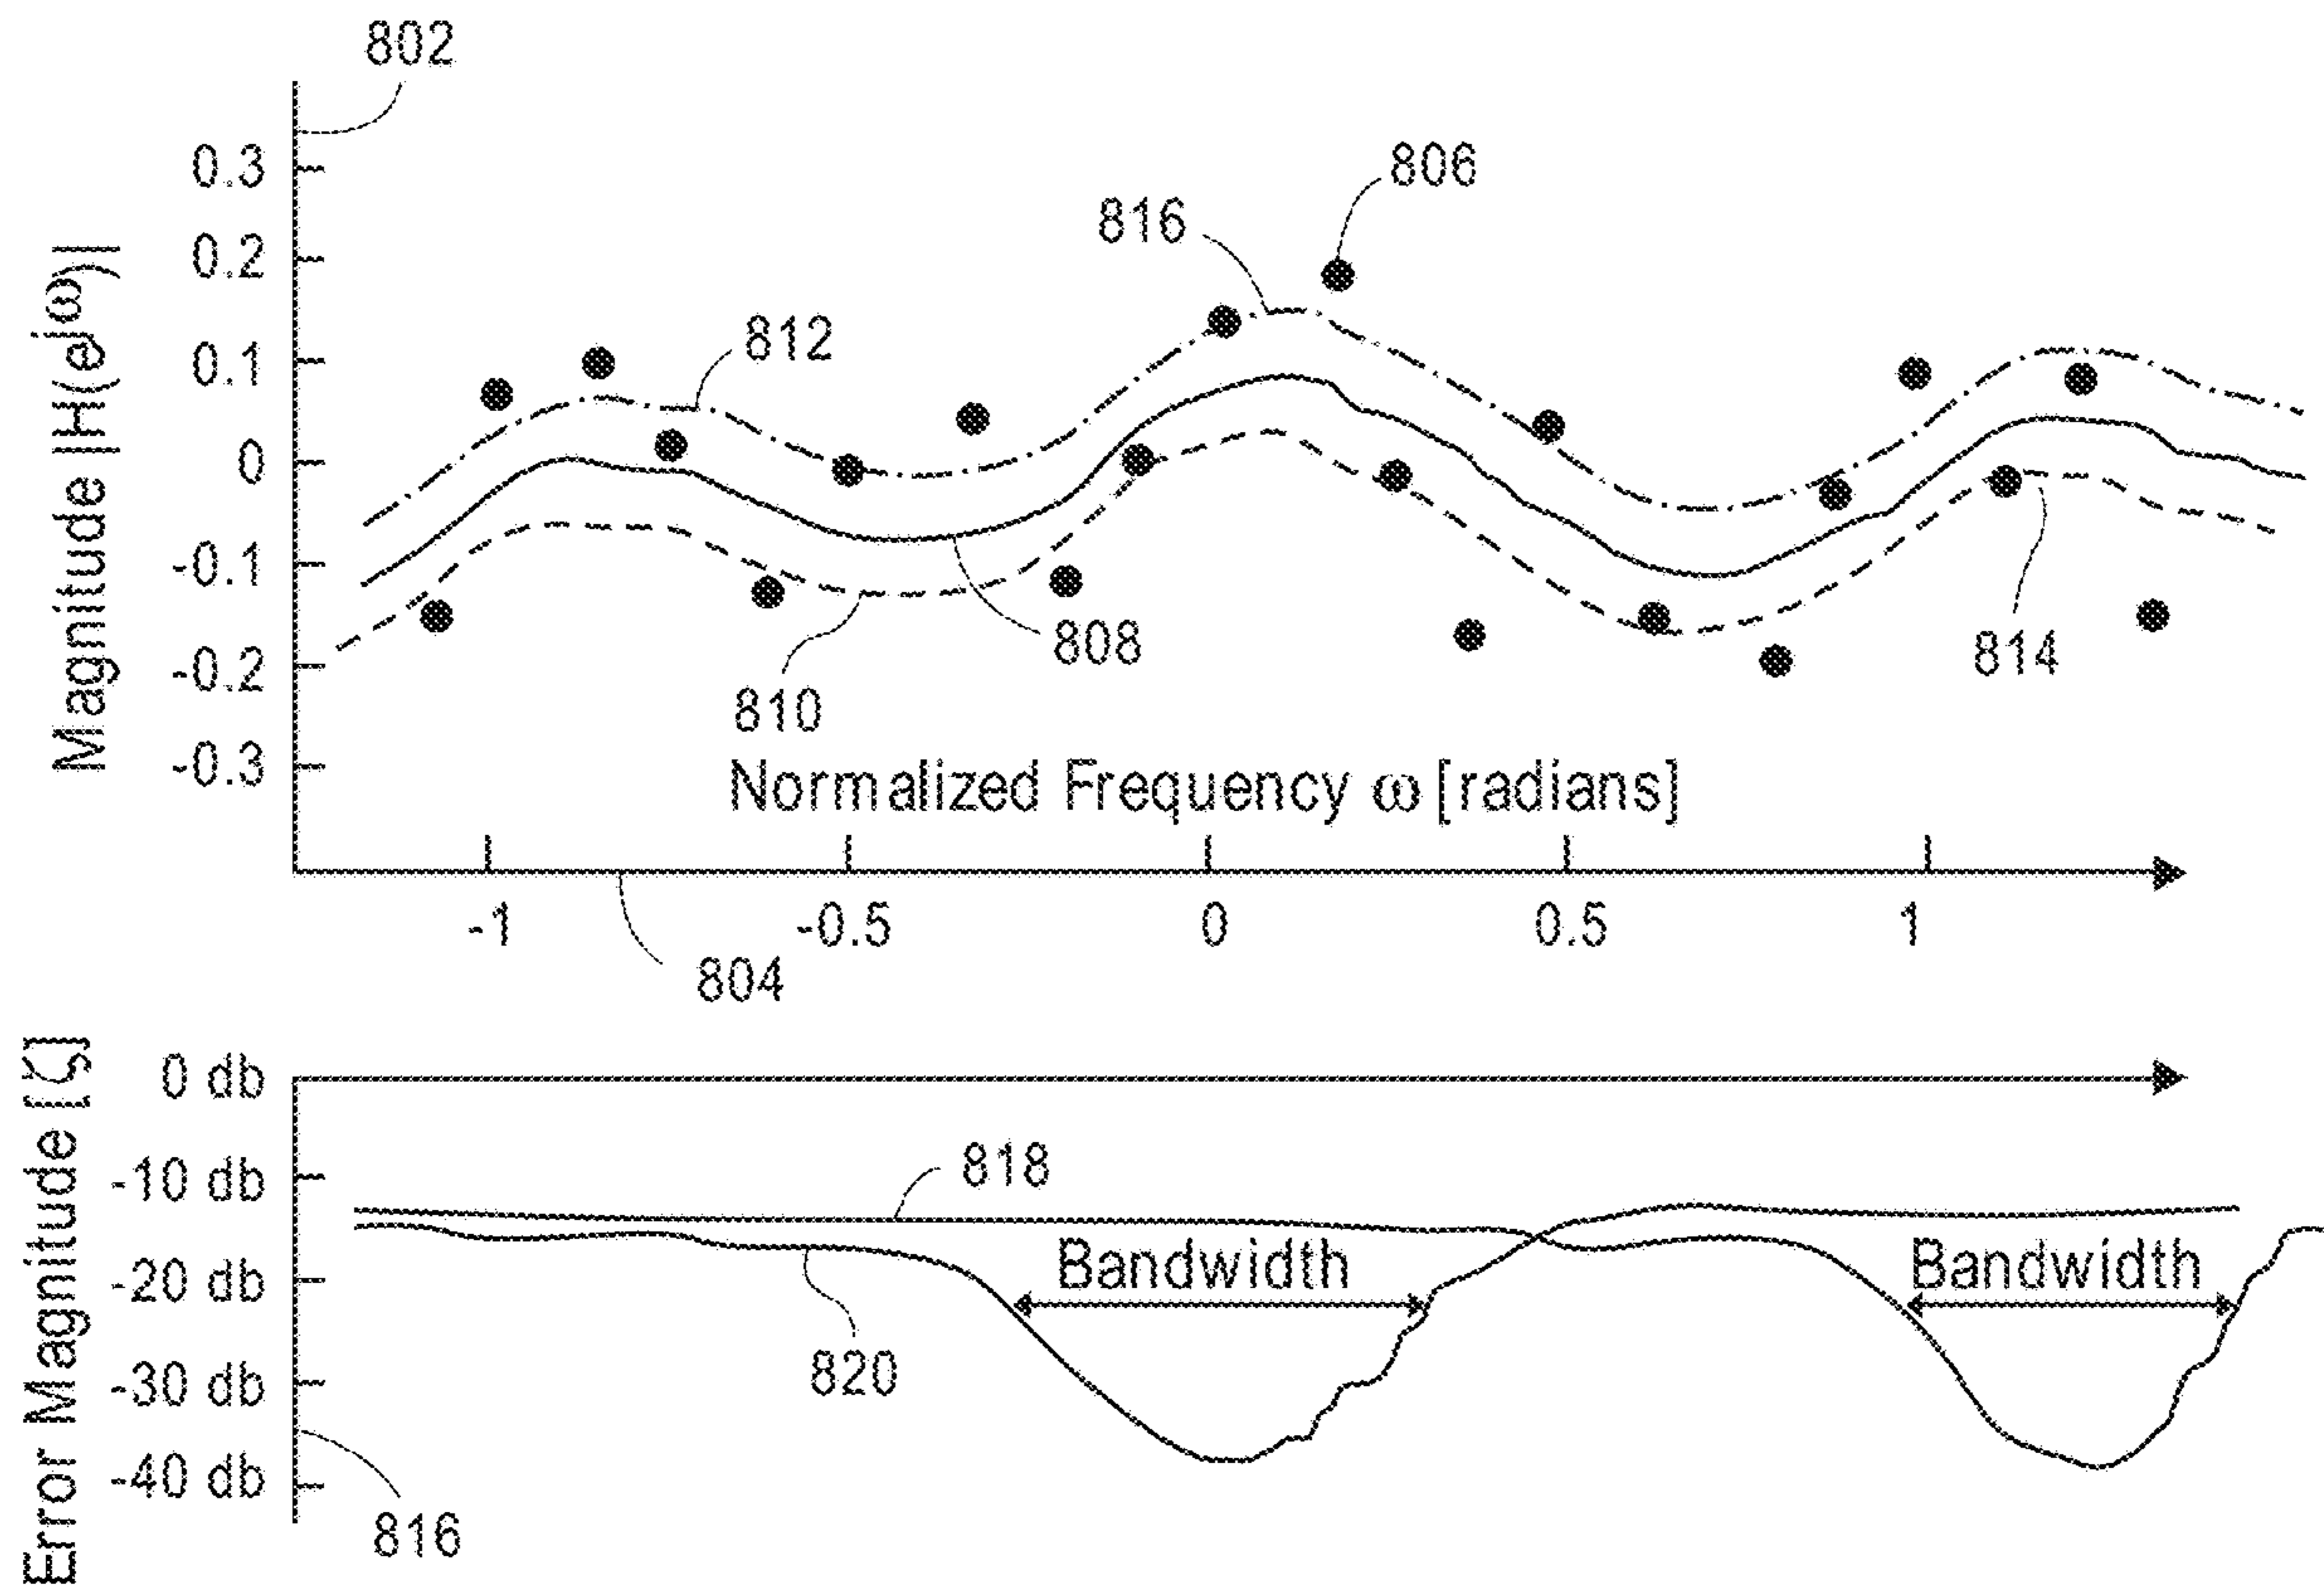 802
0.3
806
816
0.2
812
0.1
Magnitude |H(e^jω)|
0
-0.1
808
814
-0.2
810
-0.3
Normalized Frequency ω [radians]
-1
-0.5
0
0.5
1
804
0 db
Error Magnitude [ζ]
-10 db
818
Bandwidth
Bandwidth
-20 db
820
-30 db
-40 db
816